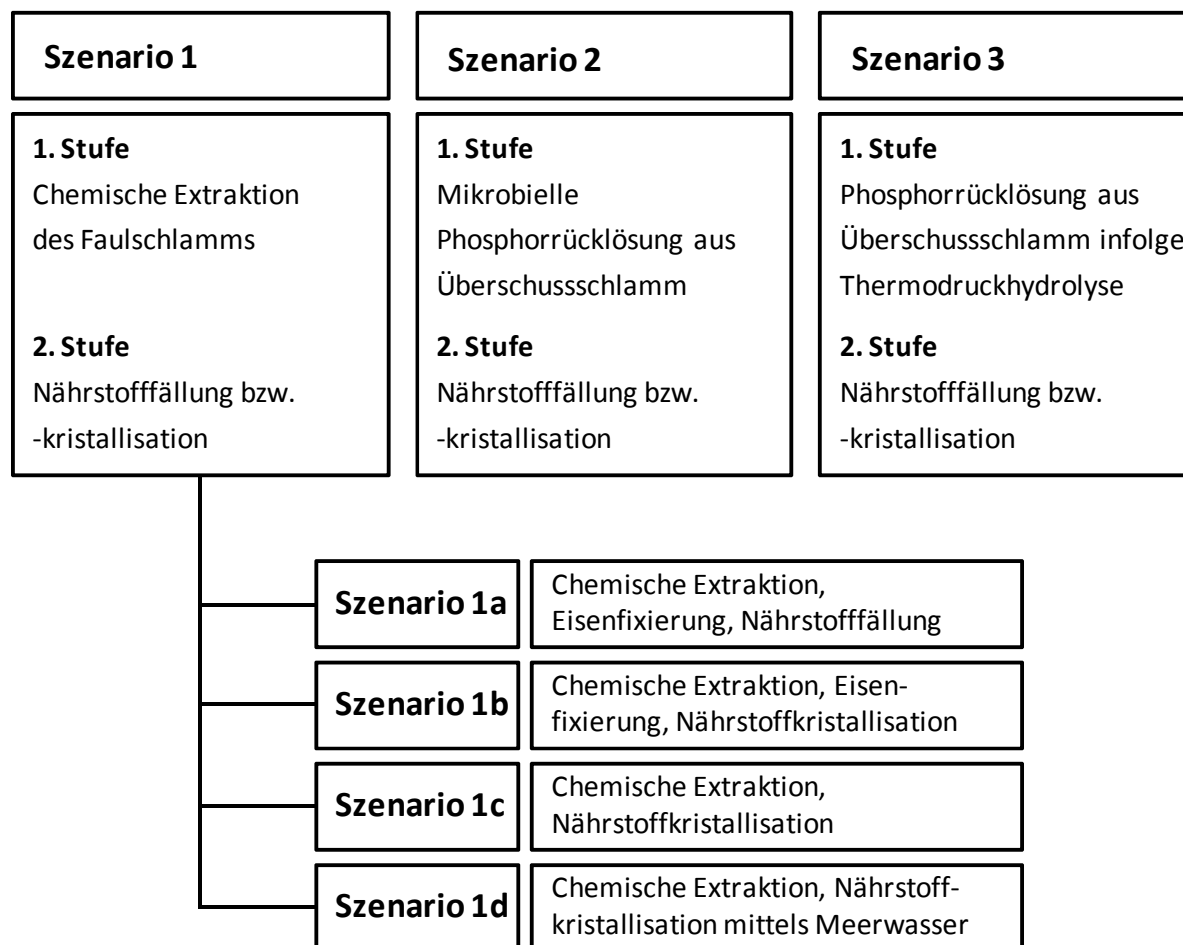 Szenario 1
1. Stufe
Chemische Extraktion
des Faulschlamms
2. Stufe
Nährstofffällung bzw.
-kristallisation
Szenario 2
1. Stufe
Mikrobielle
Phosphorrücklösung aus
Überschussschlamm
2. Stufe
Nährstofffällung bzw.
-kristallisation
Szenario 3
1. Stufe
Phosphorrücklösung aus
Überschussschlamm infolge
Thermodruckhydrolyse
2. Stufe
Nährstofffällung bzw.
-kristallisation
Szenario 1a
Chemische Extraktion,
Eisenfixierung, Nährstofffällung
Szenario 1b
Chemische Extraktion, Eisen-
fixierung, Nährstoffkristallisation
Szenario 1c
Chemische Extraktion,
Nährstoffkristallisation
Szenario 1d
Chemische Extraktion, Nährstoff-
kristallisation mittels Meerwasser